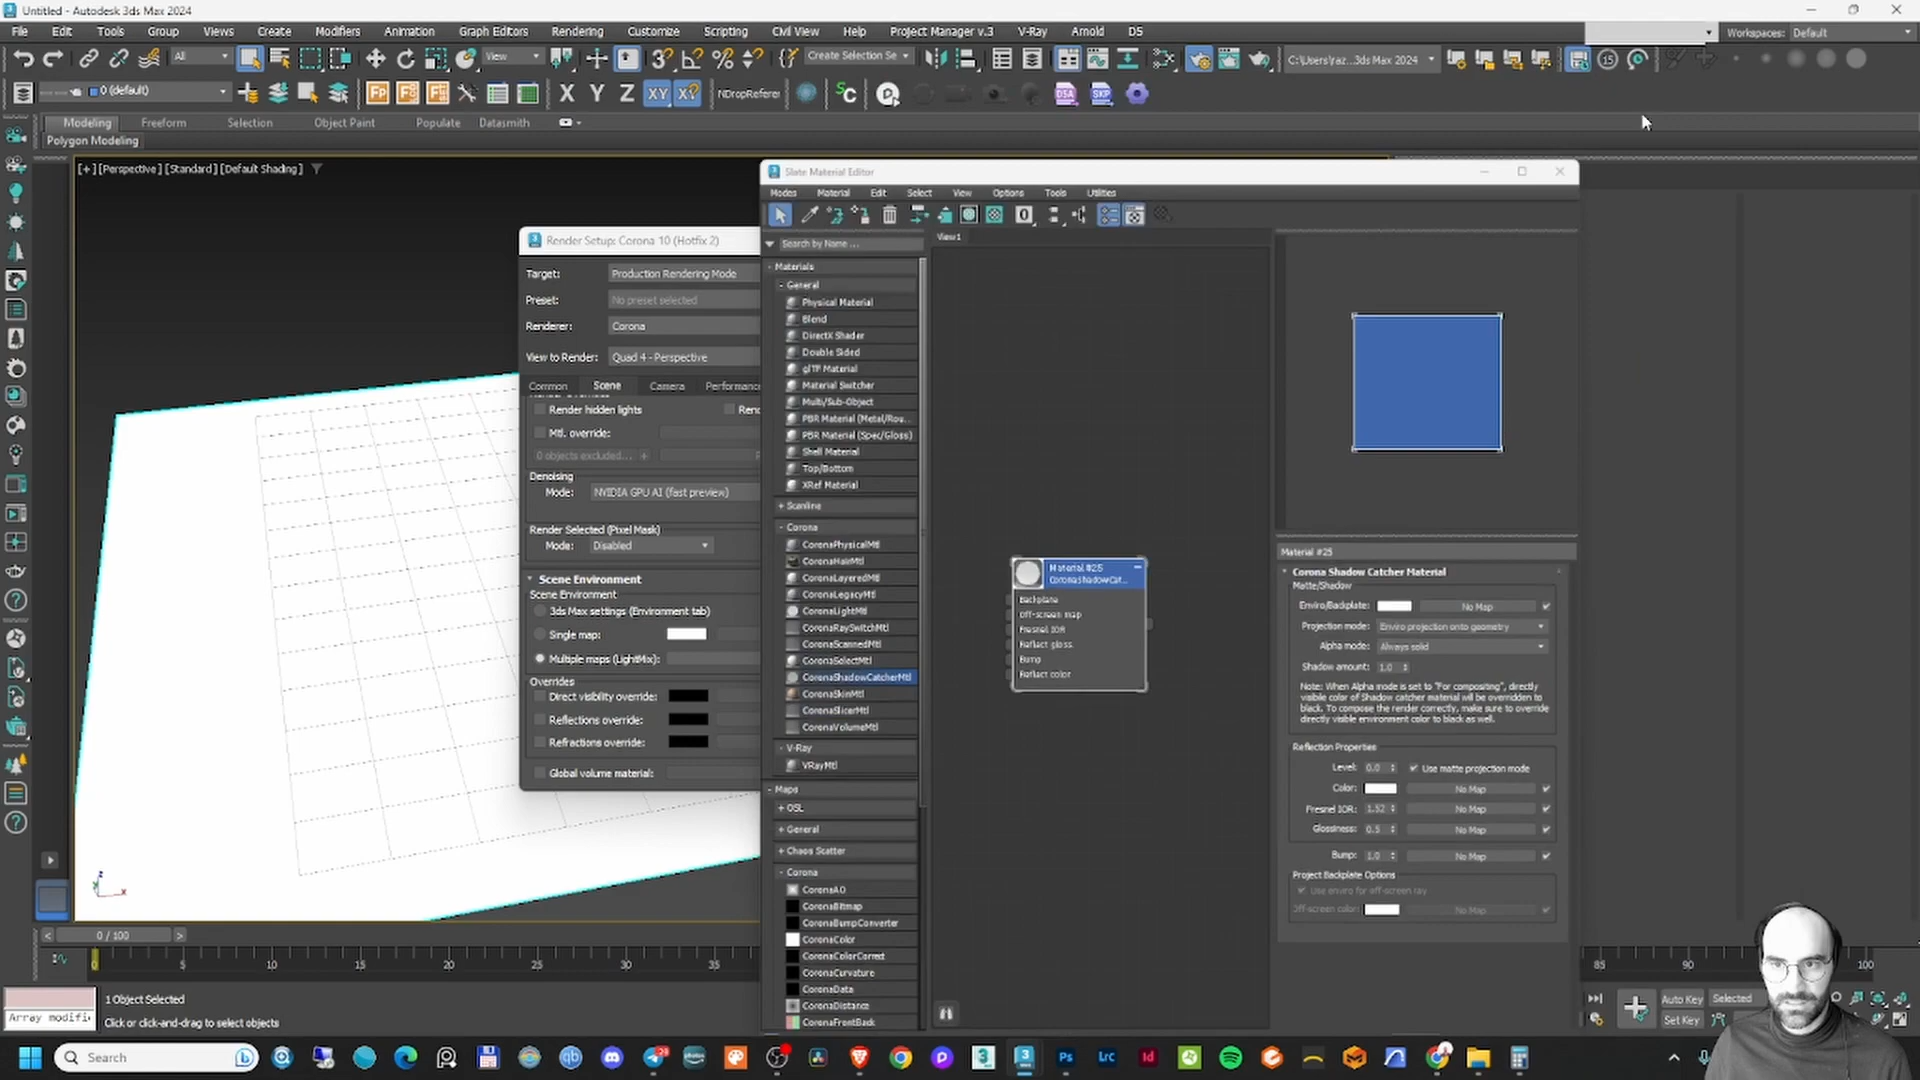 Untitled - Autodesk 3ds Max 2024
File Edit Tools Group Views Create Modifiers Animation Graph Editors Rendering Customize Scripting Civil View Help Project Manager v.3 V-Ray Arnold D5
Workspaces: Default
All
View
Create Selection Se
C:\Users\raz...3ds Max 2024
0 (default)
X Y Z XY
NDropReferer
Modeling Freeform Selection Object Paint Populate Datasmith
Polygon Modeling
[+] [Perspective] [Standard] [Default Shading]
Render Setup: Corona 10 (Hotfix 2)
Target: Production Rendering Mode
Preset: No preset selected
Renderer: Corona
View to Render: Quad 4 - Perspective
Common Scene Camera Performanc
Render hidden lights
Rend
Mtl. override:
0 objects excluded... +
Denoising
Mode: NVIDIA GPU AI (fast preview)
Render Selected (Pixel Mask)
Mode: Disabled
Scene Environment
Scene Environment
3ds Max settings (Environment tab)
Single map:
Multiple maps (LightMix):
Overrides
Direct visibility override:
Reflections override:
Refractions override:
Global volume material:
Slate Material Editor
Modes Material Edit Select View Options Tools Utilities
Search by Name ...
- Materials
- General
Physical Material
Blend
DirectX Shader
Double Sided
glTF Material
Material Switcher
Multi/Sub-Object
PBR Material (Metal/Rou...
PBR Material (Spec/Gloss)
Shell Material
Top/Bottom
XRef Material
+ Scanline
- Corona
CoronaPhysicalMtl
CoronaHairMtl
CoronaLayeredMtl
CoronaLegacyMtl
CoronaLightMtl
CoronaRaySwitchMtl
CoronaScannedMtl
CoronaSelectMtl
CoronaShadowCatcherMtl
CoronaSkinMtl
CoronaSlicerMtl
CoronaVolumeMtl
- V-Ray
VRayMtl
- Maps
+ OSL
+ General
+ Chaos Scatter
- Corona
CoronaAO
CoronaBitmap
CoronaBumpConverter
CoronaColor
CoronaColorCorrect
CoronaCurvature
CoronaData
CoronaDistance
CoronaFrontBack
View1
Material #25
CoronaShadowCat...
Backplate
Off-screen map
Fresnel IOR
Reflect gloss.
Bump
Reflect color
Material #25
Corona Shadow Catcher Material
Matte/Shadow
Enviro/Backplate: No Map
Projection mode: Enviro projection onto geometry
Alpha mode: Always solid
Shadow amount: 1.0
Note: When Alpha mode is set to "For compositing", directly
visible color of Shadow catcher material will be overridden to
black. To compose the render correctly, make sure to override
directly visible environment color to black as well.
Reflection Properties
Level: 0.0 Use matte projection mode
Color: No Map
Fresnel IOR: 1.52 No Map
Glossiness: 0.5 No Map
Bump: 1.0 No Map
Project Backplate Options
Use enviro for off-screen ray
Off-screen color: No Map
0 / 100
0 5 10 15 20 25 30 35 85 90 100
1 Object Selected
Click or click-and-drag to select objects
Array modifi
Auto Key Selected
Set Key
Search